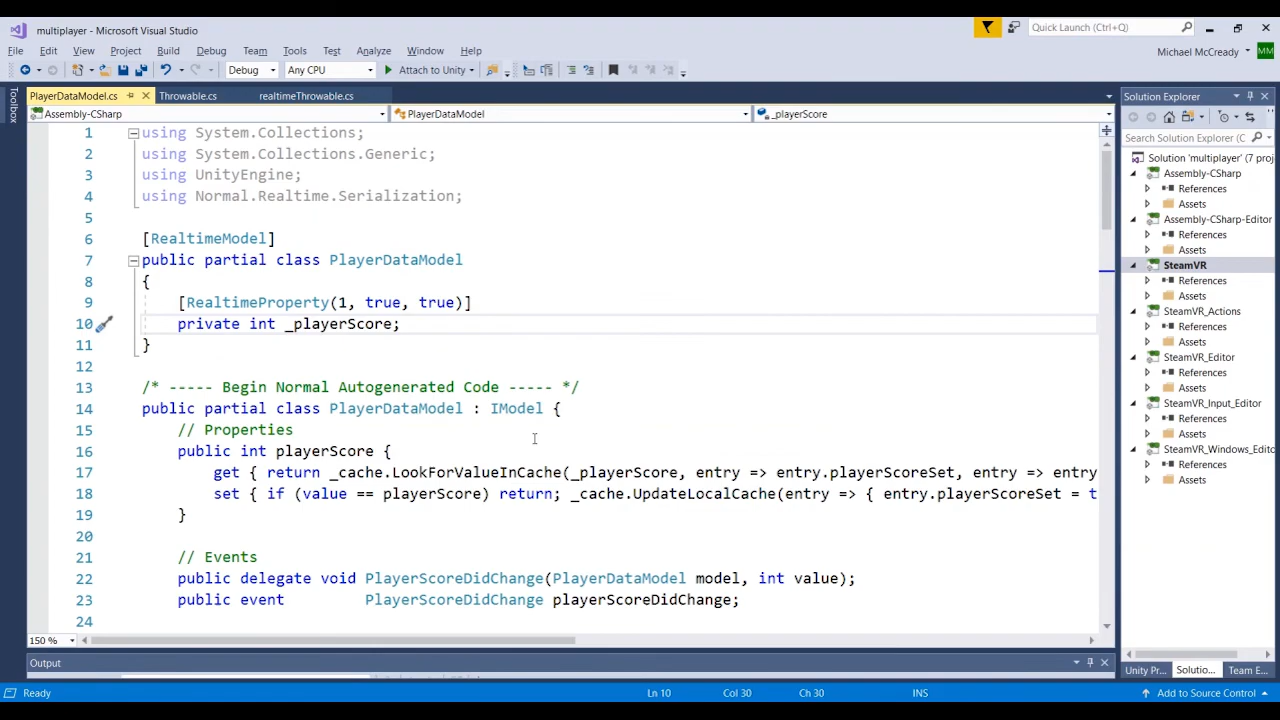 multiplayer - Microsoft Visual Studio
Quick Launch (Ctrl+Q)
File Edit View Project Build Debug Team Tools Test Analyze Window Help
Michael McCready MM
Debug Any CPU Attach to Unity
Toolbox
PlayerDataModel.cs Throwable.cs realtimeThrowable.cs
Assembly-CSharp PlayerDataModel _playerScore
1 using System.Collections;
2 using System.Collections.Generic;
3 using UnityEngine;
4 using Normal.Realtime.Serialization;
5
6 [RealtimeModel]
7 public partial class PlayerDataModel
8 {
9 [RealtimeProperty(1, true, true)]
10 private int _playerScore;
11 }
12
13 /* ----- Begin Normal Autogenerated Code ----- */
14 public partial class PlayerDataModel : IModel {
15 // Properties
16 public int playerScore {
17 get { return _cache.LookForValueInCache(_playerScore, entry => entry.playerScoreSet, entry => entry
18 set { if (value == playerScore) return; _cache.UpdateLocalCache(entry => { entry.playerScoreSet = t
19 }
20
21 // Events
22 public delegate void PlayerScoreDidChange(PlayerDataModel model, int value);
23 public event PlayerScoreDidChange playerScoreDidChange;
24
150 %
Output
Solution Explorer
Search Solution Explorer (C
Solution 'multiplayer' (7 proj
Assembly-CSharp
References
Assets
Assembly-CSharp-Editor
References
Assets
SteamVR
References
Assets
SteamVR_Actions
References
Assets
SteamVR_Editor
References
Assets
SteamVR_Input_Editor
References
Assets
SteamVR_Windows_Edito
References
Assets
Unity Pr... Solutio... Team E...
Ready Ln 10 Col 30 Ch 30 INS Add to Source Control